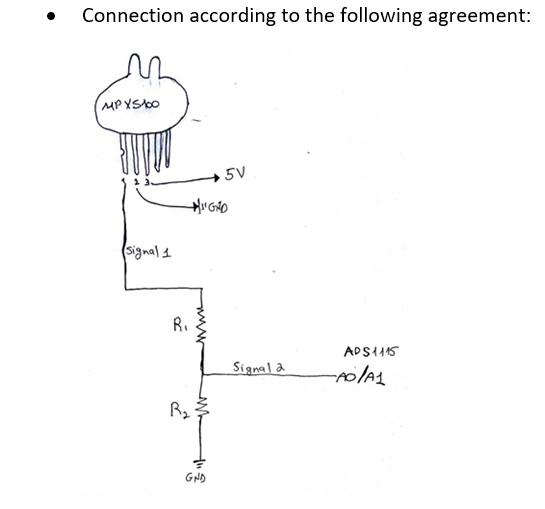 • Connection according to the following agreement:
MPX5100
1 2 3
5V
GND
Signal 1
R1
ADS1115
Signal 2
A0/A1
R2
GND